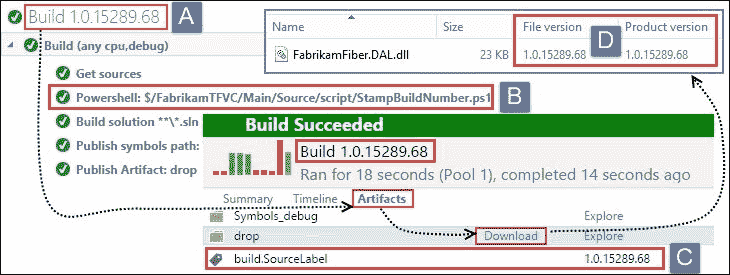 Build 1.0.15289.68 A
Build (any cpu,debug)
Get sources
Powershell: $/FabrikamTFVC/Main/Source/script/StampBuildNumber.ps1 B
Build solution **\*.sln
Publish symbols path:
Publish Artifact: drop
Name Size File version Product version
FabrikamFiber.DAL.dll 23 KB 1.0.15289.68 D 1.0.15289.68
Build Succeeded
Build 1.0.15289.68
Ran for 18 seconds (Pool 1), completed 14 seconds ago
Summary Timeline Artifacts
Symbols_debug Explore
drop Download Explore
build.SourceLabel 1.0.15289.68 C